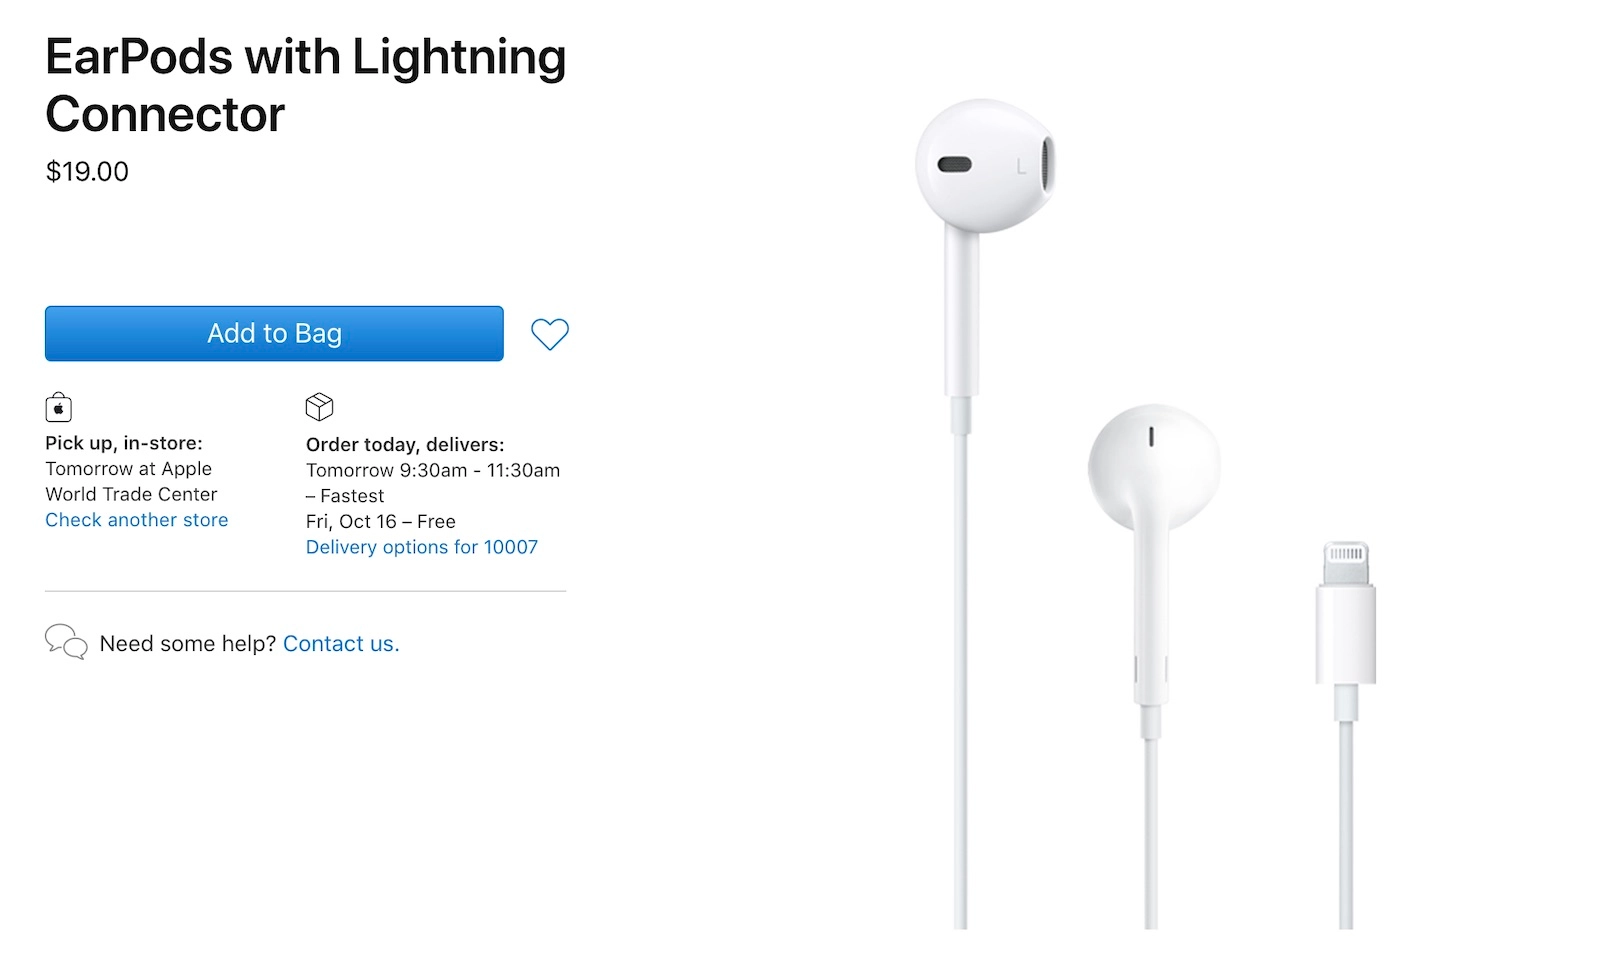 EarPods with Lightning
Connector
$19.00
Add to Bag
Pick up, in-store:
Tomorrow at Apple
World Trade Center
Check another store
Order today, delivers:
Tomorrow 9:30am - 11:30am
– Fastest
Fri, Oct 16 – Free
Delivery options for 10007
Need some help? Contact us.
L